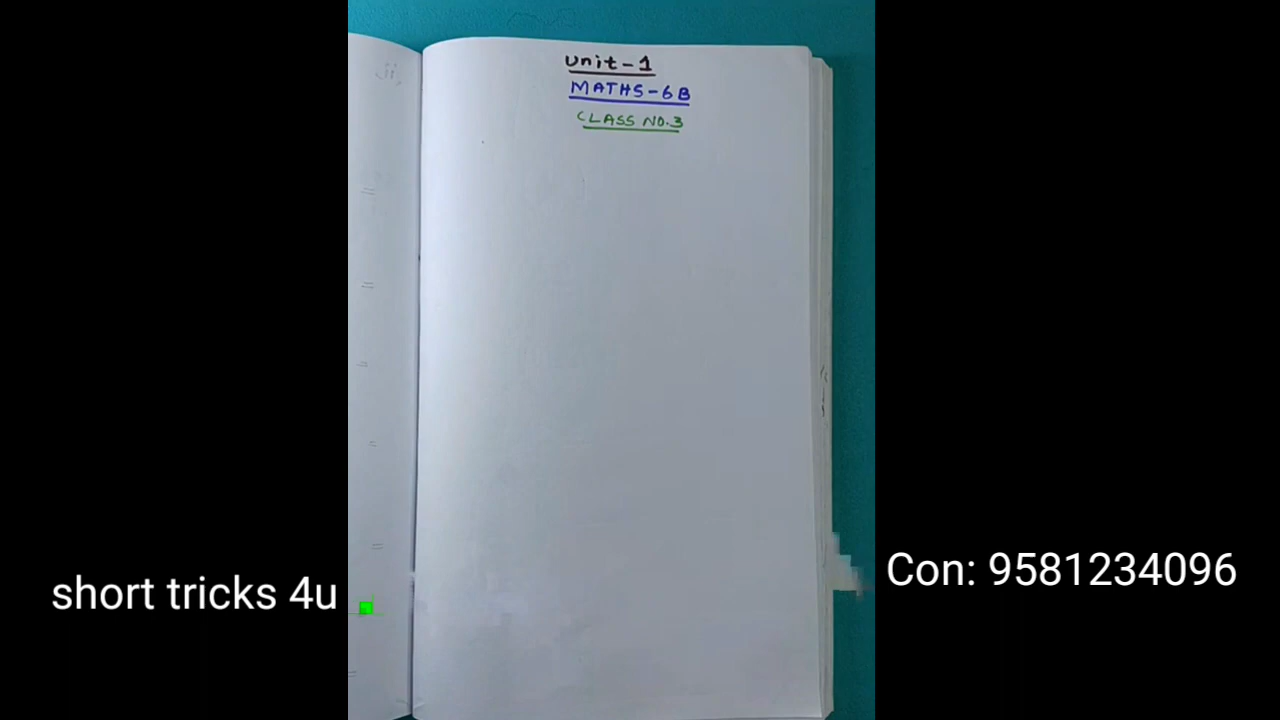 Unit-1
MATHS-6B
CLASS NO.3
short tricks 4u
Con: 9581234096